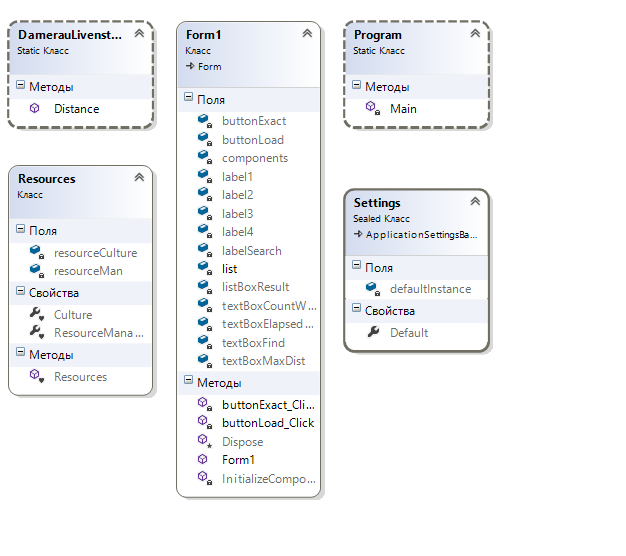 DamerauLivenst...
Static Класс
Методы
Distance
Resources
Класс
Поля
resourceCulture
resourceMan
Свойства
Culture
ResourceMana...
Методы
Resources
Form1
Класс
Form
Поля
buttonExact
buttonLoad
components
label1
label2
label3
label4
labelSearch
list
listBoxResult
textBoxCountW...
textBoxElapsed...
textBoxFind
textBoxMaxDist
Методы
buttonExact_Cli...
buttonLoad_Click
Dispose
Form1
InitializeCompo...
Program
Static Класс
Методы
Main
Settings
Sealed Класс
ApplicationSettingsBa...
Поля
defaultInstance
Свойства
Default